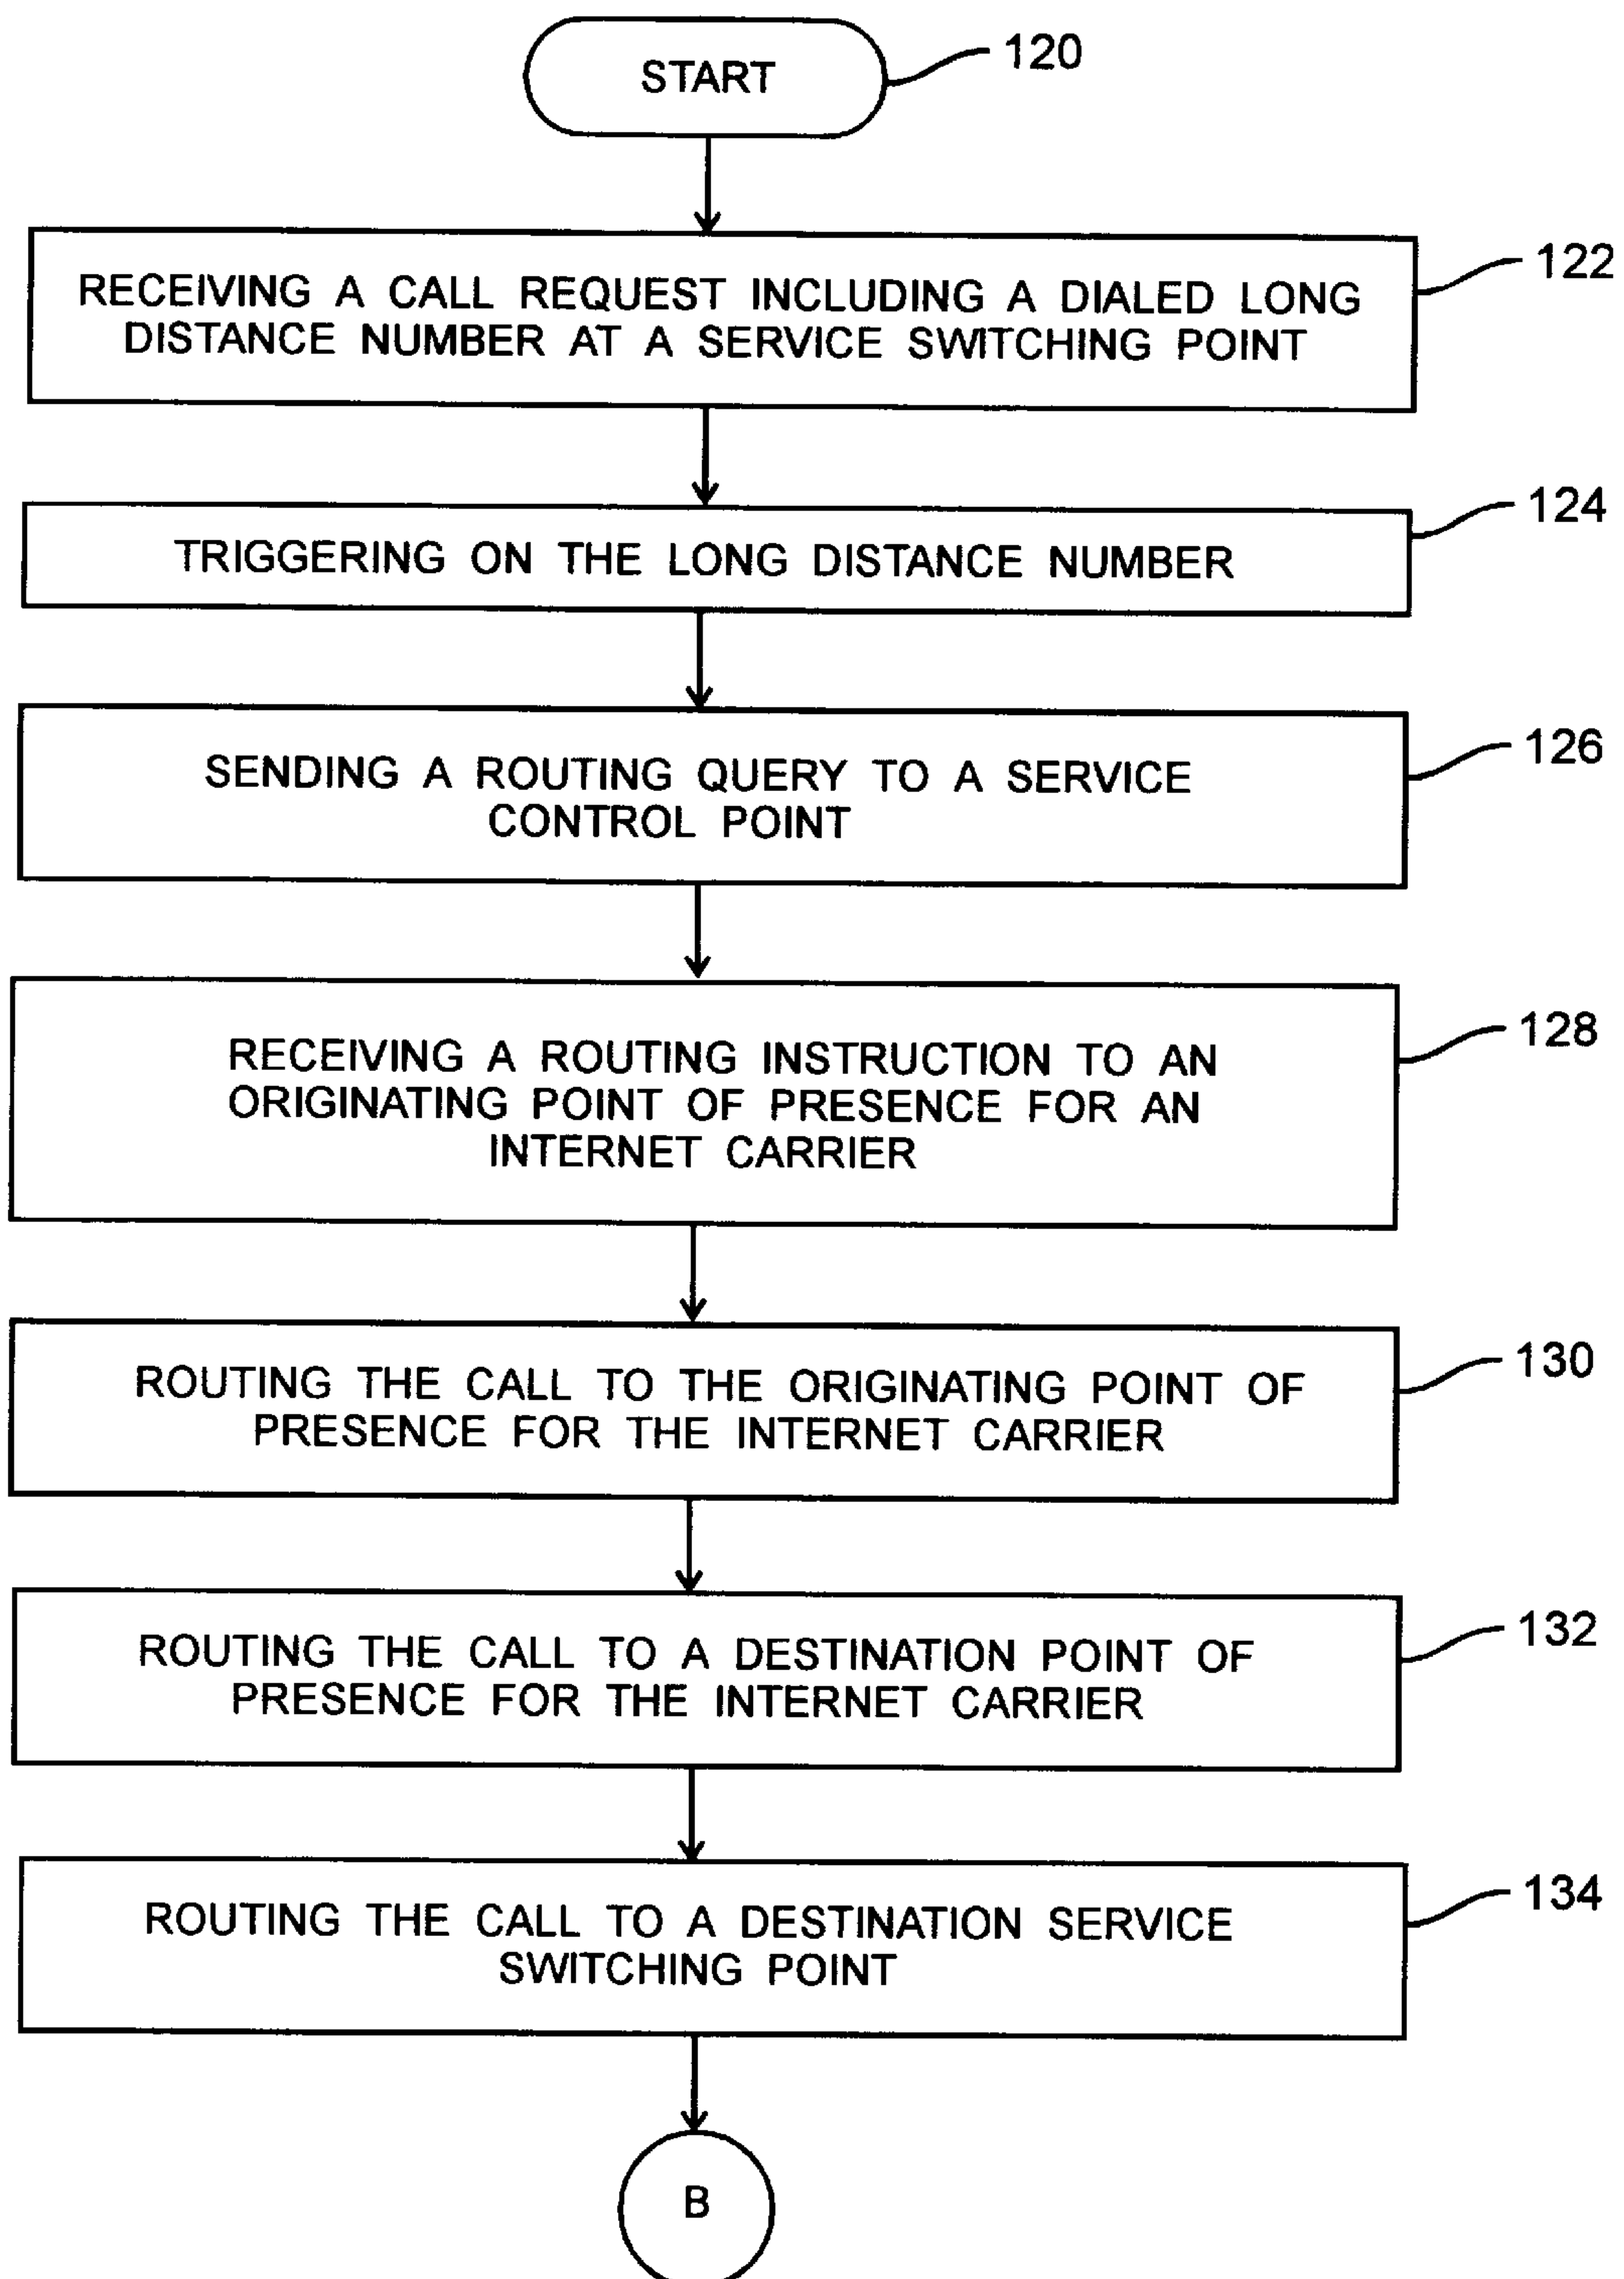 START
120
RECEIVING A CALL REQUEST INCLUDING A DIALED LONG
DISTANCE NUMBER AT A SERVICE SWITCHING POINT
122
TRIGGERING ON THE LONG DISTANCE NUMBER
124
SENDING A ROUTING QUERY TO A SERVICE
CONTROL POINT
126
RECEIVING A ROUTING INSTRUCTION TO AN
ORIGINATING POINT OF PRESENCE FOR AN
INTERNET CARRIER
128
ROUTING THE CALL TO THE ORIGINATING POINT OF
PRESENCE FOR THE INTERNET CARRIER
130
ROUTING THE CALL TO A DESTINATION POINT OF
PRESENCE FOR THE INTERNET CARRIER
132
ROUTING THE CALL TO A DESTINATION SERVICE
SWITCHING POINT
134
B